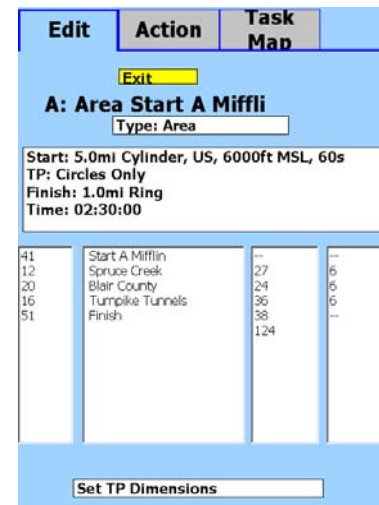 Edit Action Task Map
Exit
A: Area Start A Miffli
Type: Area
Start: 5.0mi Cylinder, US, 6000ft MSL, 60s
TP: Circles Only
Finish: 1.0mi Ring
Time: 02:30:00
41 Start A Mifflin -- --
12 Spruce Creek 27 6
20 Blair County 24 6
16 Turnpike Tunnels 36 6
51 Finish 38 --
124
Set TP Dimensions